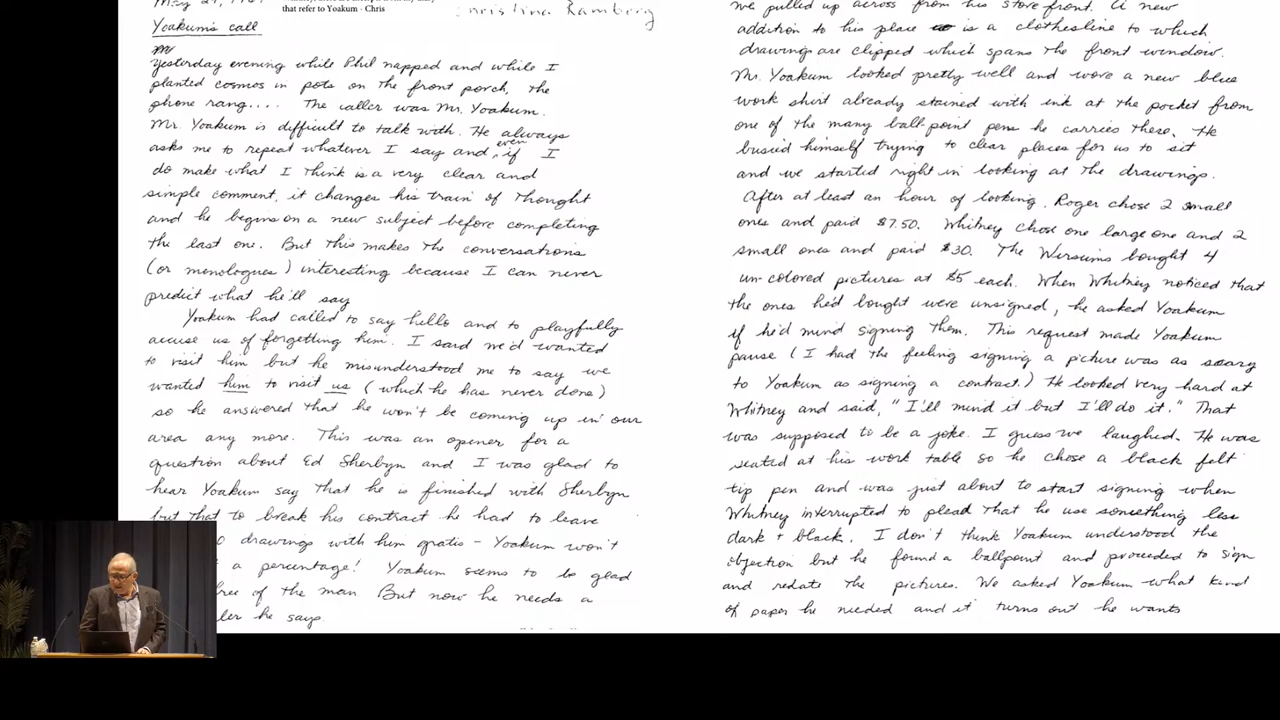 May 29, 19
that refer to Yoakum - Chris
Christina Ramberg
Yoakum's call
Yesterday evening while Phil napped and while I
planted cosmos in pots on the front porch, the
phone rang.... The caller was Mr. Yoakum.
Mr. Yoakum is difficult to talk with. He always
asks me to repeat whatever I say and, even if I
do make what I think is a very clear and
simple comment, it changes his train of thought
and he begins on a new subject before completing
the last one. But this makes the conversations
(or monologues) interesting because I can never
predict what he'll say
Yoakum had called to say hello and to playfully
accuse us of forgetting him. I said we'd wanted
to visit him but he misunderstood me to say we
wanted him to visit us (which he has never done)
so he answered that he won't be coming up in our
area any more. This was an opener for a
question about Ed Sherbyn and I was glad to
hear Yoakum say that he is finished with Sherbyn
but that to break his contract he had to leave
0 drawings with him gratis - Yoakum won't
a percentage! Yoakum seems to be glad
free of the man But now he needs a
ler he says.
we pulled up across from his store front. A new
addition to his place is a clothesline to which
drawings are clipped which spans the front window.
Mr. Yoakum looked pretty well and wore a new blue
work shirt already stained with ink at the pocket from
one of the many ball-point pens he carries there. He
busied himself trying to clear places for us to sit
and we started right in looking at the drawings.
After at least an hour of looking, Roger chose 2 small
ones and paid $7.50. Whitney chose one large one and 2
small ones and paid $30. The Wirsums bought 4
un-colored pictures at $5 each. When Whitney noticed that
the ones he'd bought were unsigned, he asked Yoakum
if he'd mind signing them. This request made Yoakum
pause (I had the feeling signing a picture was as scary
to Yoakum as signing a contract.) He looked very hard at
Whitney and said, "I'll mind it but I'll do it." That
was supposed to be a joke. I guess we laughed. He was
seated at his work table so he chose a black felt
tip pen and was just about to start signing when
Whitney interrupted to plead that he use something less
dark + black. I don't think Yoakum understood the
objection but he found a ballpoint and proceeded to sign
and redate the pictures. We asked Yoakum what kind
of paper he needed and it turns out he wants